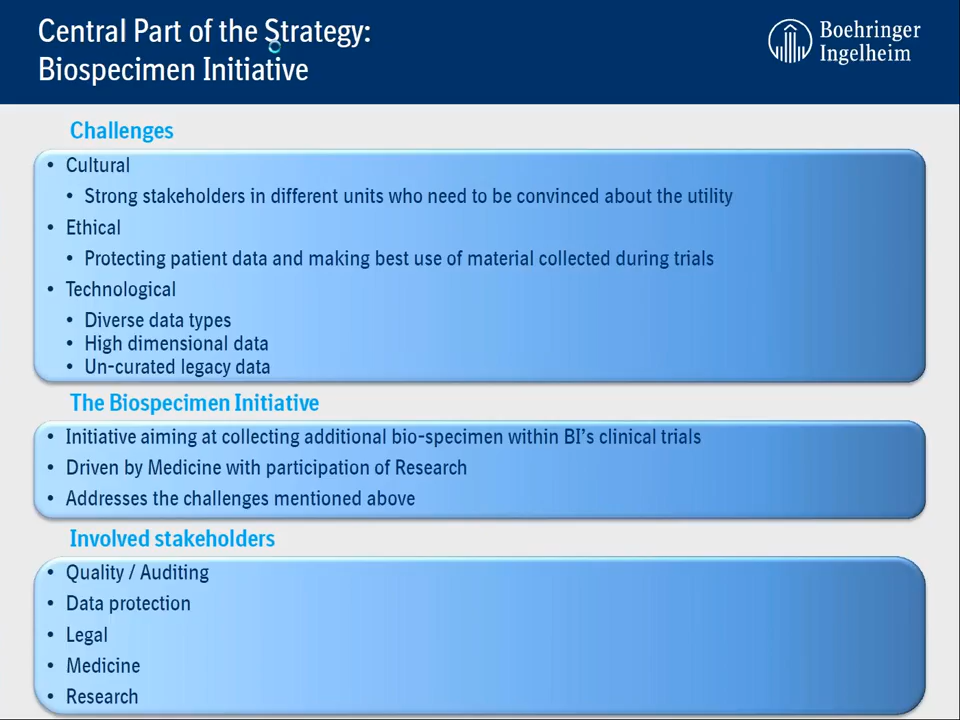 Central Part of the Strategy:
Biospecimen Initiative
Boehringer
Ingelheim
Challenges
• Cultural
• Strong stakeholders in different units who need to be convinced about the utility
• Ethical
• Protecting patient data and making best use of material collected during trials
• Technological
• Diverse data types
• High dimensional data
• Un-curated legacy data
The Biospecimen Initiative
• Initiative aiming at collecting additional bio-specimen within BI's clinical trials
• Driven by Medicine with participation of Research
• Addresses the challenges mentioned above
Involved stakeholders
• Quality / Auditing
• Data protection
• Legal
• Medicine
• Research